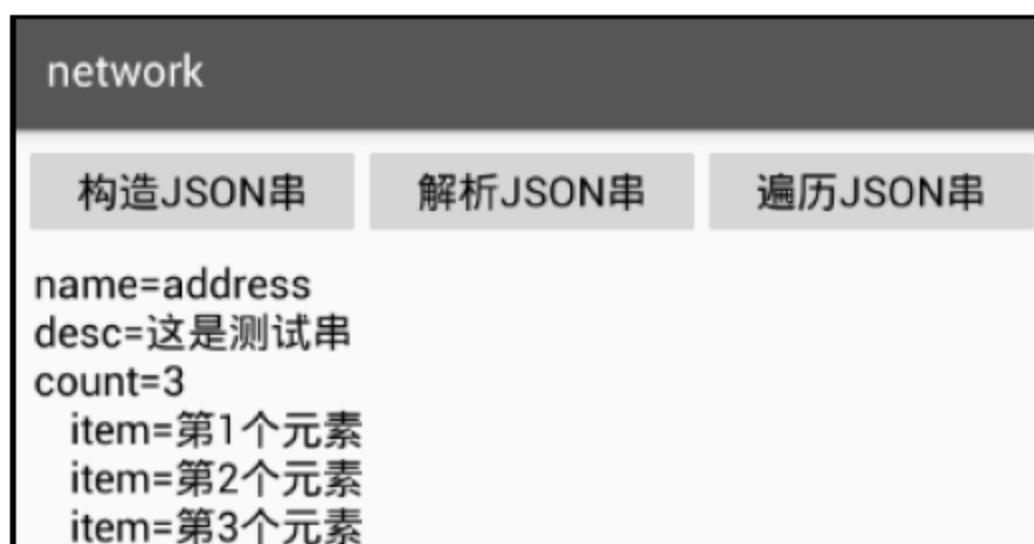 network
构造JSON串 解析JSON串 遍历JSON串
name=address
desc=这是测试串
count=3
item=第1个元素
item=第2个元素
item=第3个元素